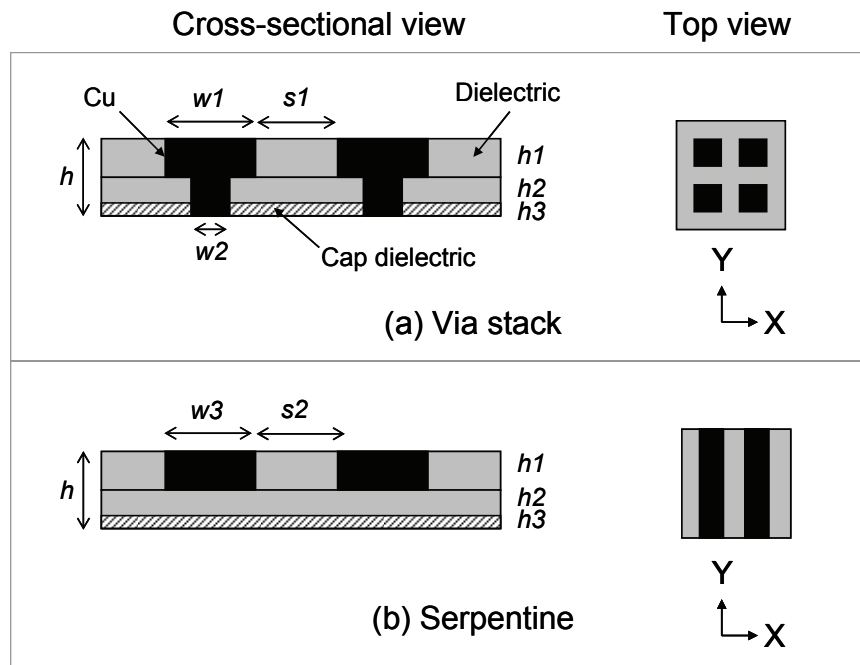 Cross-sectional view
Top view
Cu
w1
s1
Dielectric
h
h1
h2
h3
w2
Cap dielectric
Y
X
(a) Via stack
w3
s2
h
h1
h2
h3
Y
X
(b) Serpentine